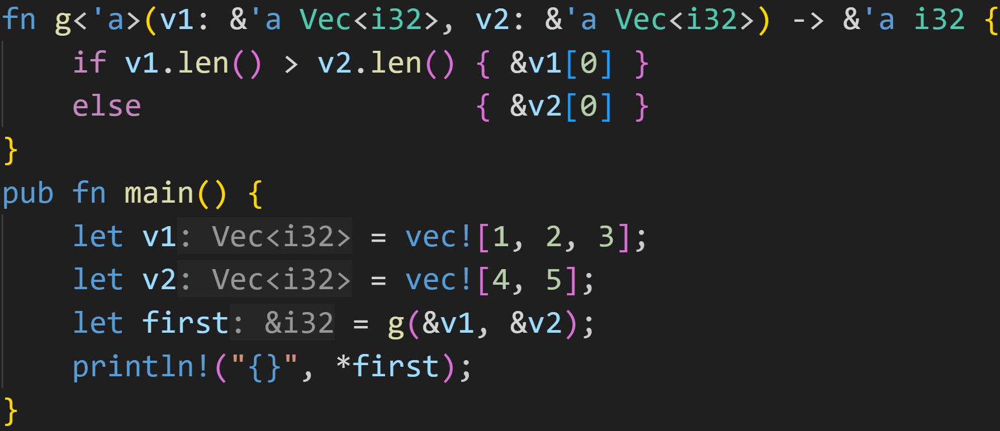 fn g<'a>(v1: &'a Vec<i32>, v2: &'a Vec<i32>) -> &'a i32 {
    if v1.len() > v2.len() { &v1[0] }
    else                   { &v2[0] }
}
pub fn main() {
    let v1: Vec<i32> = vec![1, 2, 3];
    let v2: Vec<i32> = vec![4, 5];
    let first: &i32 = g(&v1, &v2);
    println!("{}", *first);
}